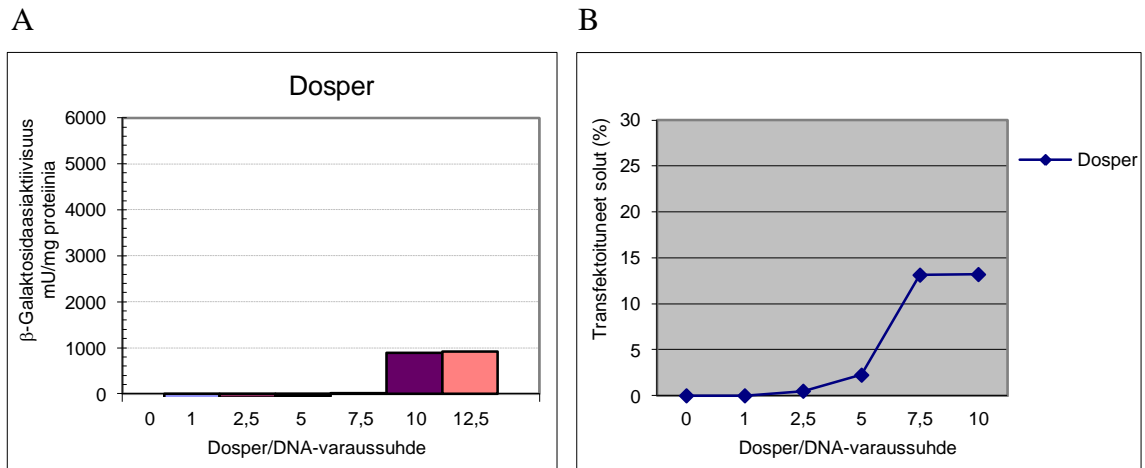 A
Dosper
β-Galaktosidaasiaktiivisuus
mU/mg proteiinia
6000
5000
4000
3000
2000
1000
0
0 1 2,5 5 7,5 10 12,5
Dosper/DNA-varaussuhde
B
Transfektoituneet solut (%)
30
25
20
15
10
5
0
0 1 2,5 5 7,5 10
Dosper/DNA-varaussuhde
Dosper